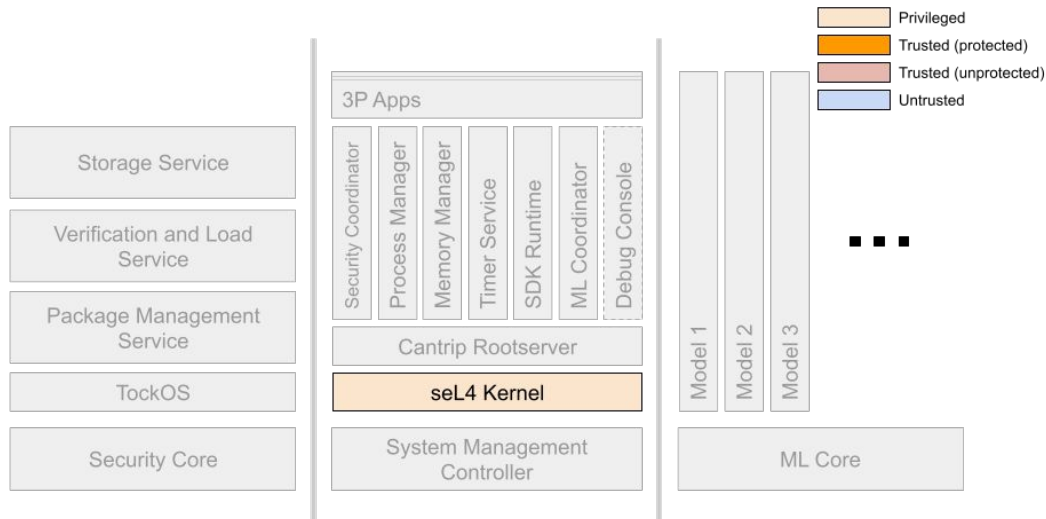 Privileged
Trusted (protected)
Trusted (unprotected)
Untrusted
Storage Service
Verification and Load
Service
Package Management
Service
TockOS
Security Core
3P Apps
Security Coordinator
Process Manager
Memory Manager
Timer Service
SDK Runtime
ML Coordinator
Debug Console
Cantrip Rootserver
seL4 Kernel
System Management
Controller
Model 1
Model 2
Model 3
ML Core